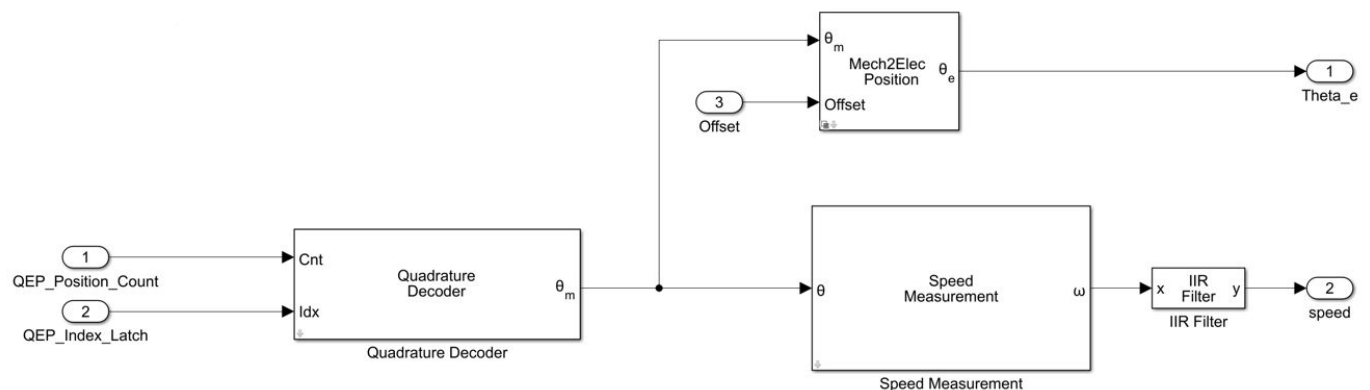 θm
Mech2Elec
Position
θe
Offset
3
Offset
1
Theta_e
1
QEP_Position_Count
2
QEP_Index_Latch
Cnt
Idx
Quadrature
Decoder
θm
Quadrature Decoder
θ
Speed
Measurement
ω
Speed Measurement
x
IIR
Filter
y
IIR Filter
2
speed